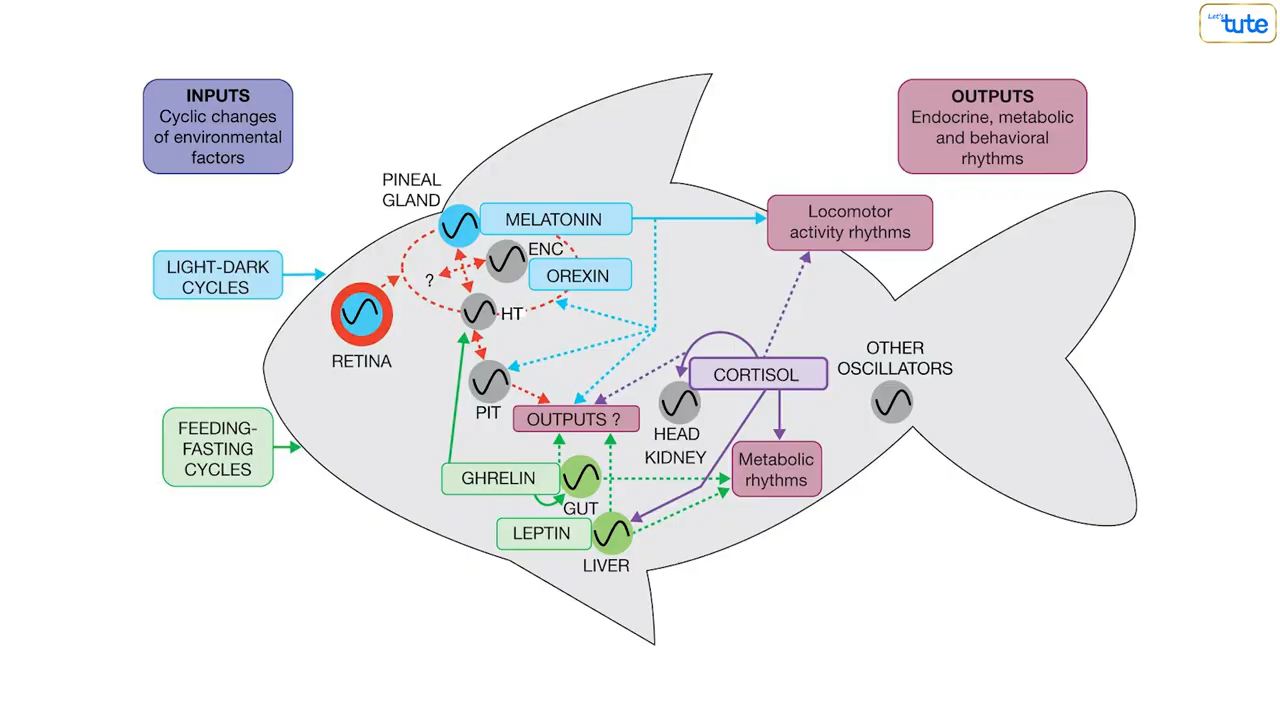 Let's
tute
INPUTS
Cyclic changes
of environmental
factors
OUTPUTS
Endocrine, metabolic
and behavioral
rhythms
PINEAL
GLAND
MELATONIN
Locomotor
activity rhythms
ENC
LIGHT-DARK
CYCLES
?
OREXIN
HT
RETINA
OTHER
OSCILLATORS
CORTISOL
PIT
OUTPUTS ?
HEAD
KIDNEY
FEEDING-
FASTING
CYCLES
Metabolic
rhythms
GHRELIN
GUT
LEPTIN
LIVER